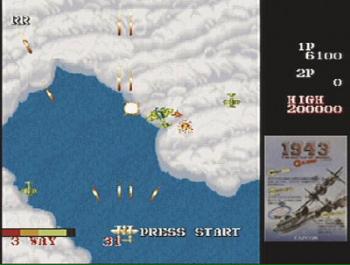 RR
1P
6100
2P
0
HIGH
200000
1943
CAPCOM
3 WAY
31
PRESS START